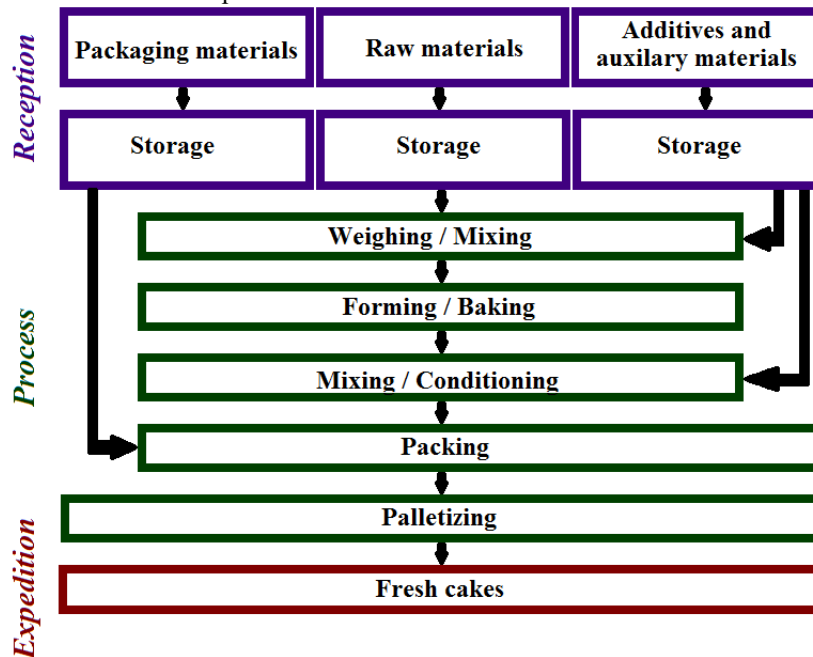 Packaging materials
Raw materials
Additives and
auxilary materials
Reception
Storage
Storage
Storage
Weighing / Mixing
Forming / Baking
Process
Mixing / Conditioning
Packing
Palletizing
Expedition
Fresh cakes